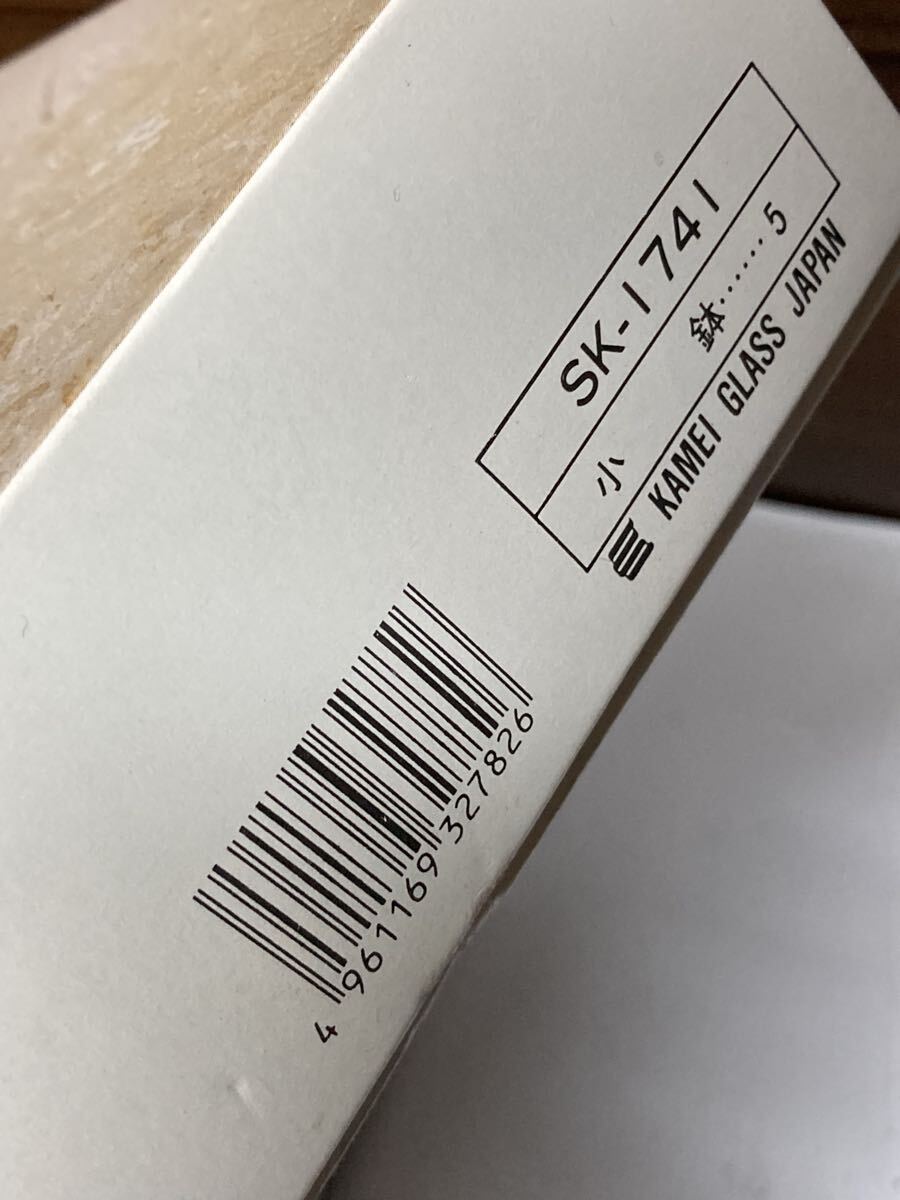 SK-1741
小鉢……5
KAMEI GLASS JAPAN
4 961169 327826